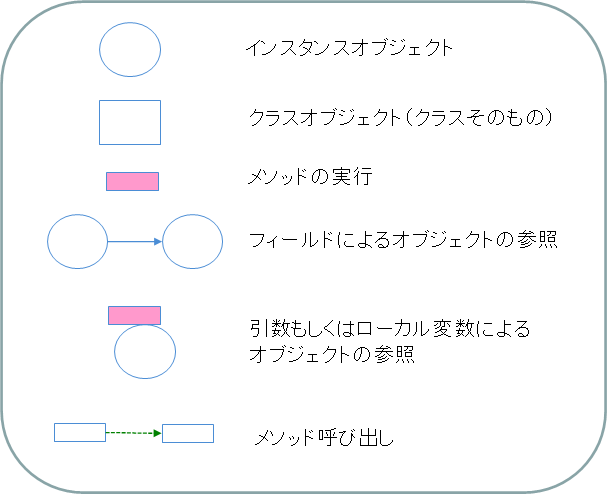 インスタンスオブジェクト
クラスオブジェクト（クラスそのもの）
メソッドの実行
フィールドによるオブジェクトの参照
引数もしくはローカル変数による
オブジェクトの参照
メソッド呼び出し